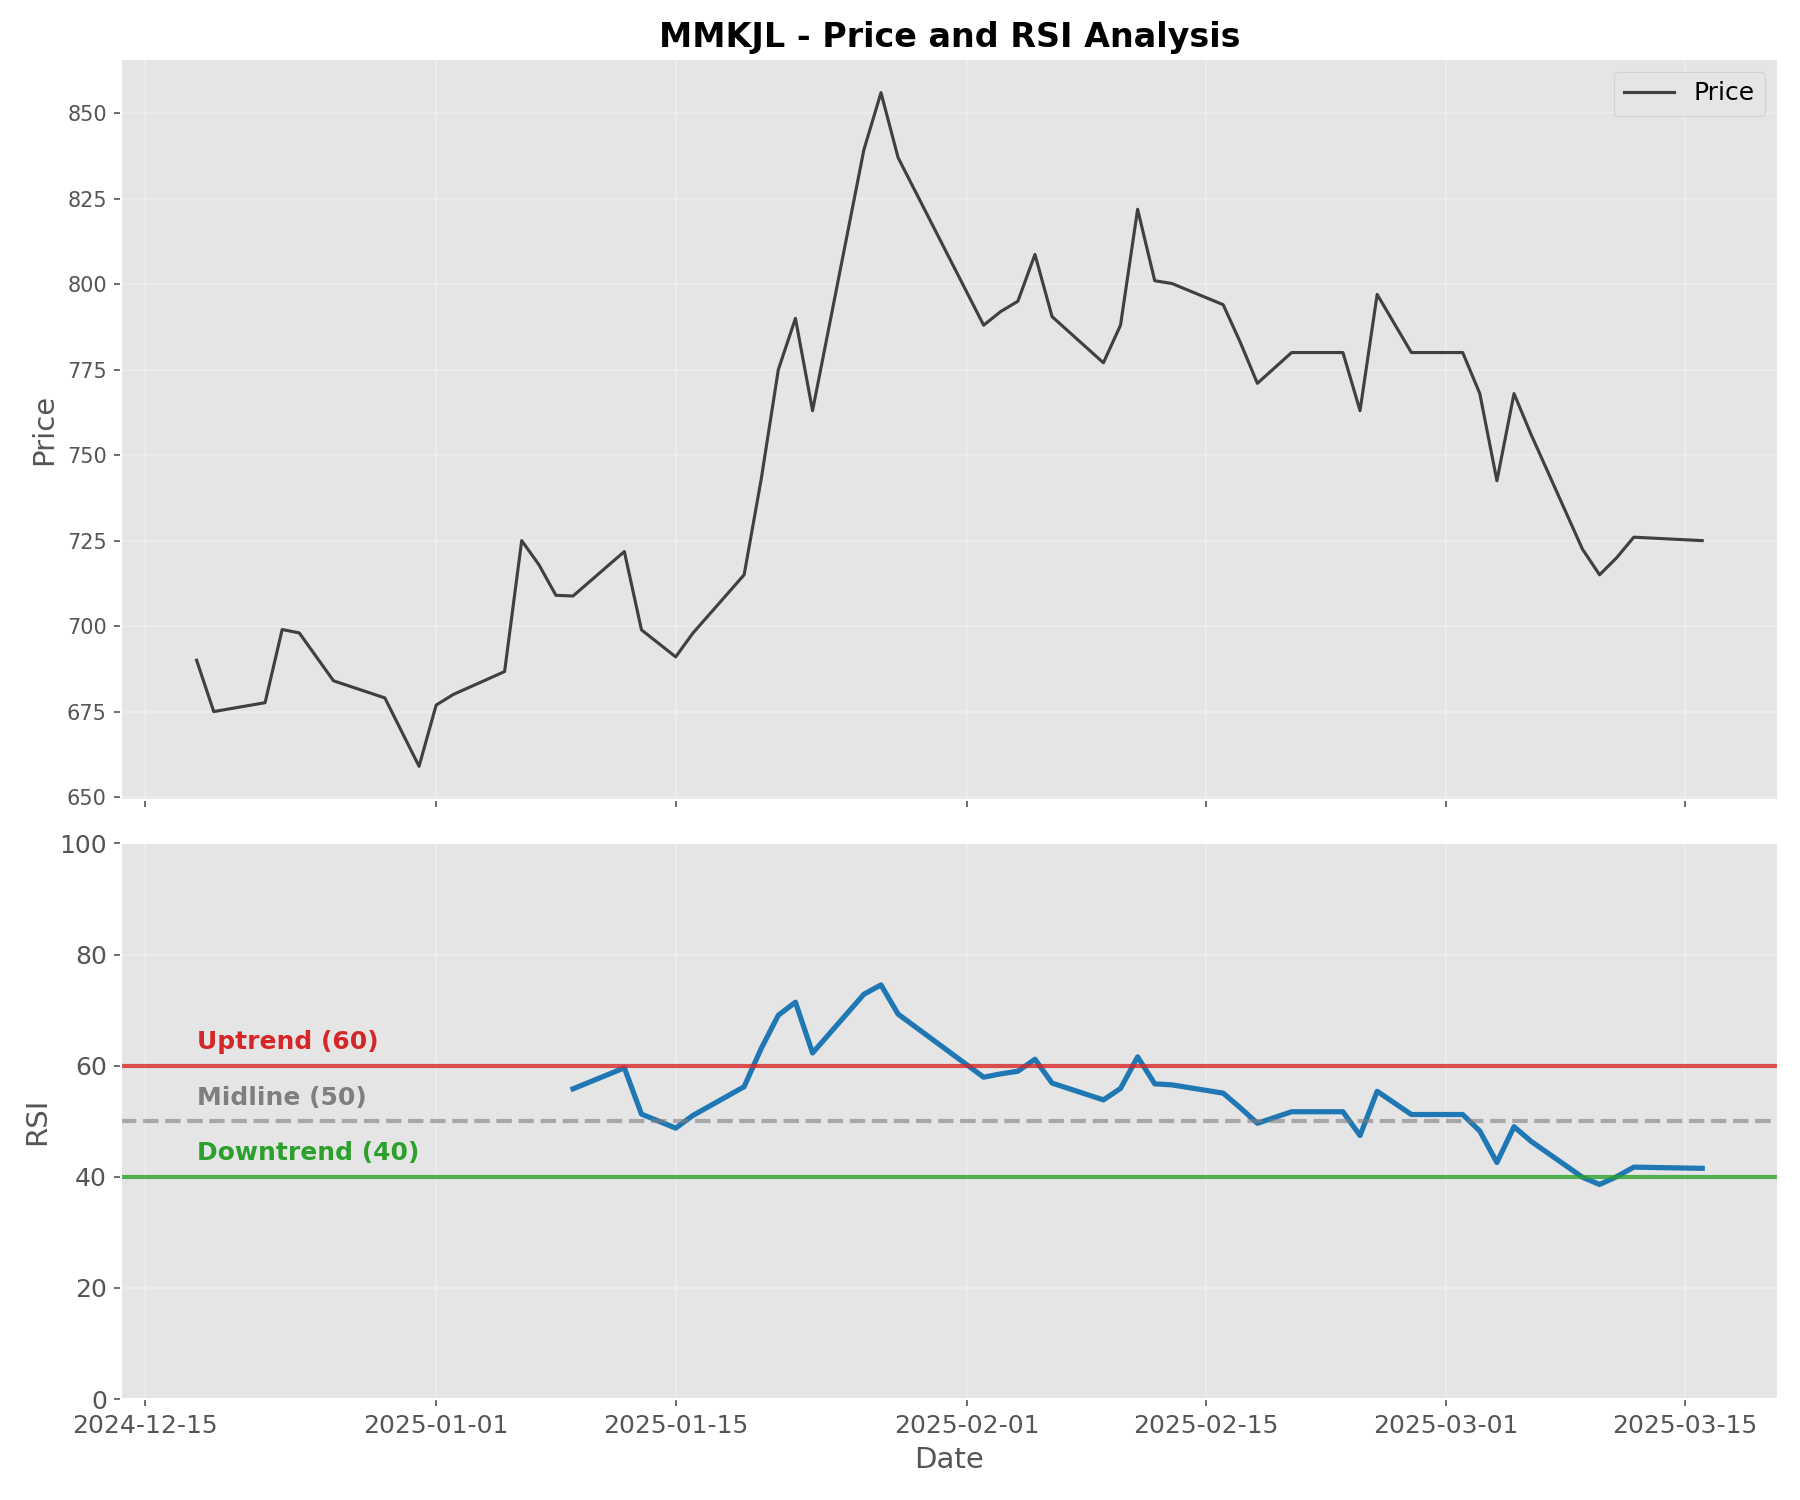 MMKJL - Price and RSI Analysis
Price
850
825
800
775
750
725
700
675
650
Price
100
80
60
40
20
0
RSI
Uptrend (60)
Midline (50)
Downtrend (40)
2024-12-15
2025-01-01
2025-01-15
2025-02-01
2025-02-15
2025-03-01
2025-03-15
Date